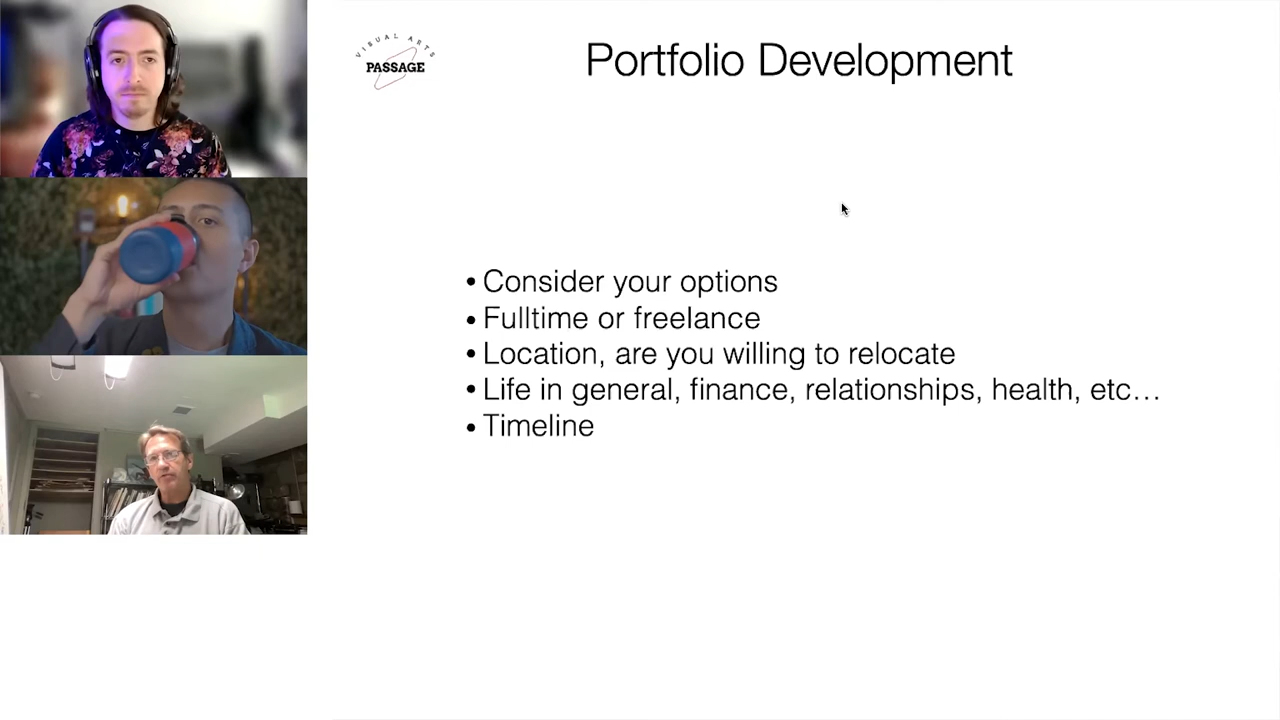 VISUAL ARTS
PASSAGE
Portfolio Development
• Consider your options
• Fulltime or freelance
• Location, are you willing to relocate
• Life in general, finance, relationships, health, etc…
• Timeline